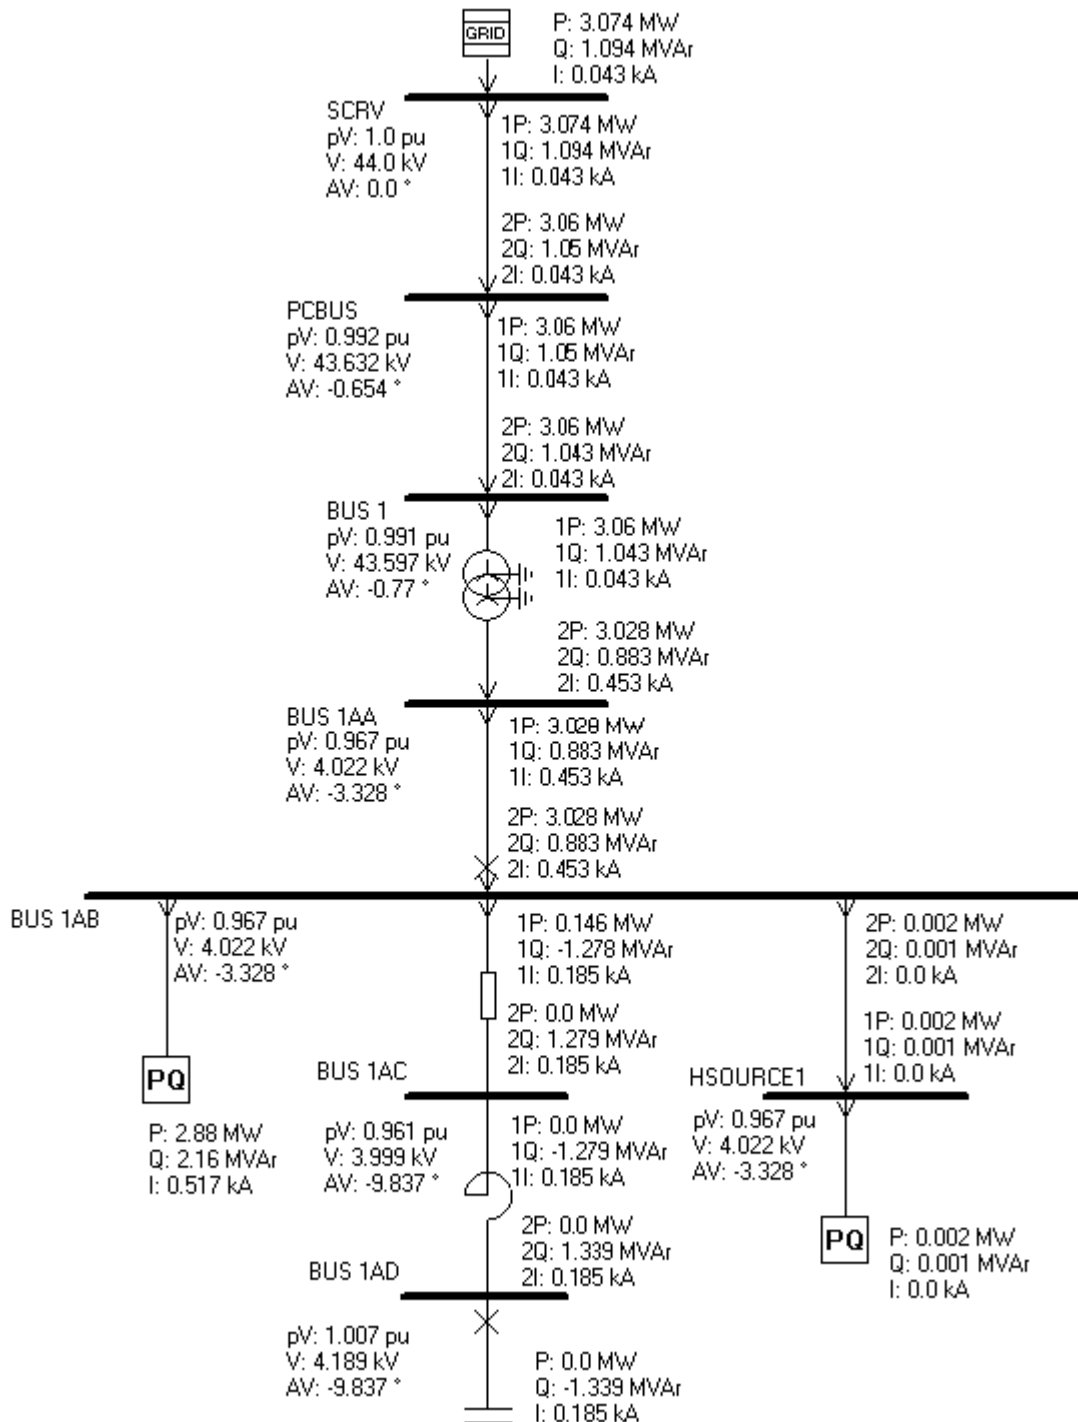 GRID
P: 3.074 MW
Q: 1.094 MVAr
I: 0.043 kA
SCRV
pV: 1.0 pu
V: 44.0 kV
AV: 0.0 °
1P: 3.074 MW
1Q: 1.094 MVAr
1I: 0.043 kA
2P: 3.06 MW
2Q: 1.05 MVAr
2I: 0.043 kA
PCBUS
pV: 0.992 pu
V: 43.632 kV
AV: -0.654 °
1P: 3.06 MW
1Q: 1.05 MVAr
1I: 0.043 kA
2P: 3.06 MW
2Q: 1.043 MVAr
2I: 0.043 kA
BUS 1
pV: 0.991 pu
V: 43.597 kV
AV: -0.77 °
1P: 3.06 MW
1Q: 1.043 MVAr
1I: 0.043 kA
2P: 3.028 MW
2Q: 0.883 MVAr
2I: 0.453 kA
BUS 1AA
pV: 0.967 pu
V: 4.022 kV
AV: -3.328 °
1P: 3.028 MW
1Q: 0.883 MVAr
1I: 0.453 kA
2P: 3.028 MW
2Q: 0.883 MVAr
2I: 0.453 kA
BUS 1AB
pV: 0.967 pu
V: 4.022 kV
AV: -3.328 °
1P: 0.146 MW
1Q: -1.278 MVAr
1I: 0.185 kA
2P: 0.002 MW
2Q: 0.001 MVAr
2I: 0.0 kA
2P: 0.0 MW
2Q: 1.279 MVAr
2I: 0.185 kA
1P: 0.002 MW
1Q: 0.001 MVAr
1I: 0.0 kA
PQ
P: 2.88 MW
Q: 2.16 MVAr
I: 0.517 kA
BUS 1AC
pV: 0.961 pu
V: 3.999 kV
AV: -9.837 °
1P: 0.0 MW
1Q: -1.279 MVAr
1I: 0.185 kA
HSOURCE1
pV: 0.967 pu
V: 4.022 kV
AV: -3.328 °
2P: 0.0 MW
2Q: 1.339 MVAr
2I: 0.185 kA
PQ
P: 0.002 MW
Q: 0.001 MVAr
I: 0.0 kA
BUS 1AD
pV: 1.007 pu
V: 4.189 kV
AV: -9.837 °
P: 0.0 MW
Q: -1.339 MVAr
I: 0.185 kA